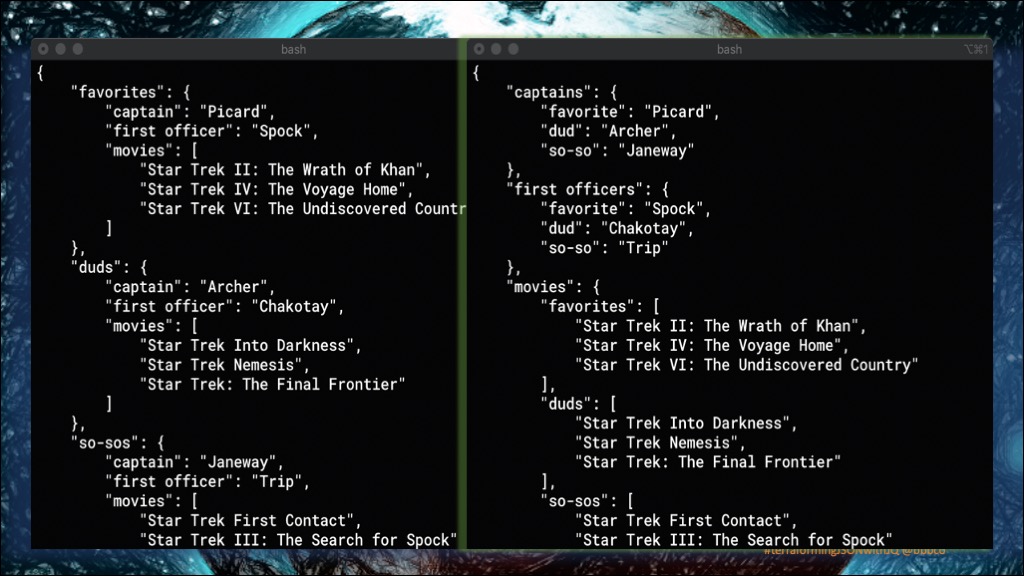 bash
{
"favorites": {
"captain": "Picard",
"first officer": "Spock",
"movies": [
"Star Trek II: The Wrath of Khan",
"Star Trek IV: The Voyage Home",
"Star Trek VI: The Undiscovered Countr
]
},
"duds": {
"captain": "Archer",
"first officer": "Chakotay",
"movies": [
"Star Trek Into Darkness",
"Star Trek Nemesis",
"Star Trek: The Final Frontier"
]
},
"so-sos": {
"captain": "Janeway",
"first officer": "Trip",
"movies": [
"Star Trek First Contact",
"Star Trek III: The Search for Spock"
bash
⌥⌘1
{
"captains": {
"favorite": "Picard",
"dud": "Archer",
"so-so": "Janeway"
},
"first officers": {
"favorite": "Spock",
"dud": "Chakotay",
"so-so": "Trip"
},
"movies": {
"favorites": [
"Star Trek II: The Wrath of Khan",
"Star Trek IV: The Voyage Home",
"Star Trek VI: The Undiscovered Country"
],
"duds": [
"Star Trek Into Darkness",
"Star Trek Nemesis",
"Star Trek: The Final Frontier"
],
"so-sos": [
"Star Trek First Contact",
"Star Trek III: The Search for Spock"